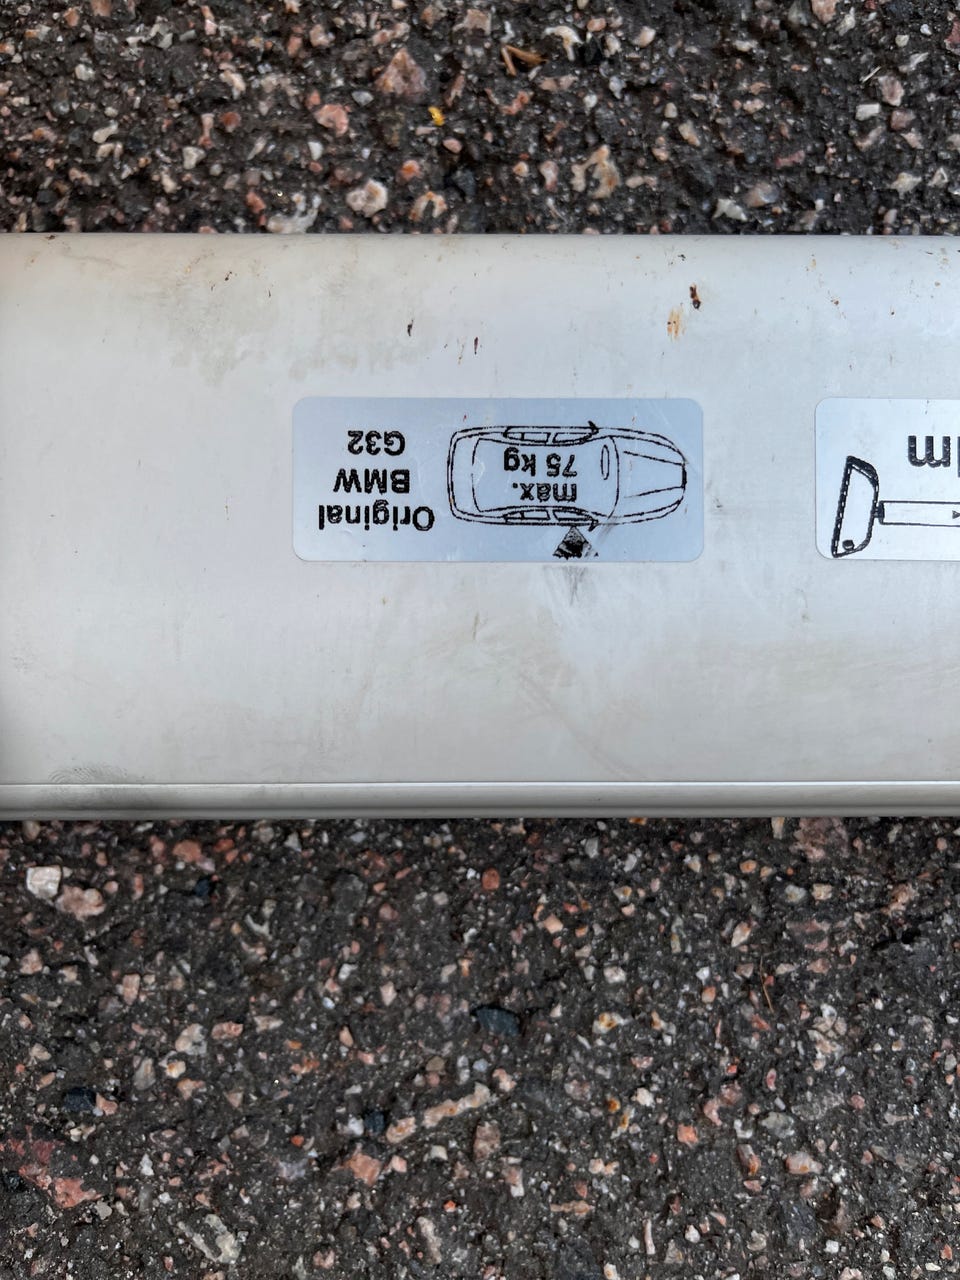 Original
BMW
G32
max.
75 kg